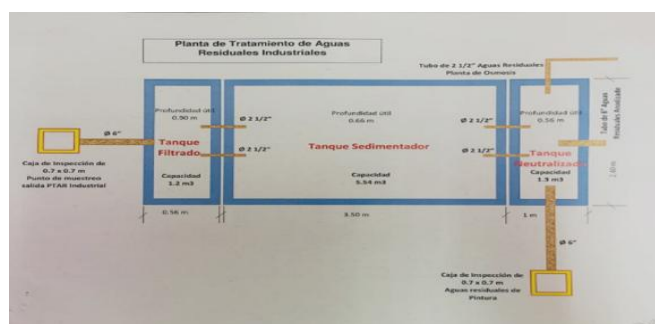 Planta de Tratamiento de Aguas
Residuales Industriales
Tubo de 2 1/2" Aguas Residuales
Planta de Osmosis
Profundidad útil
0.90 m
Ø 2 1/2"
Profundidad útil
0.66 m
Ø 2 1/2"
Profundidad útil
0.56 m
Ø 6"
Tanque
Filtrado
Ø 2 1/2"
Tanque Sedimentador
Ø 2 1/2"
Tanque
Neutralizado
Tubo de 6" Aguas
Residuales
2.40 m
Caja de Inspección de
0.7 x 0.7 m
Punto de muestreo
salida PTAR Industrial
Capacidad
1.2 m3
Capacidad
5.54 m3
Capacidad
1.3 m3
0.56 m
3.50 m
1 m
Ø 6"
Caja de Inspección de
0.7 x 0.7 m
Aguas residuales de
Pintura